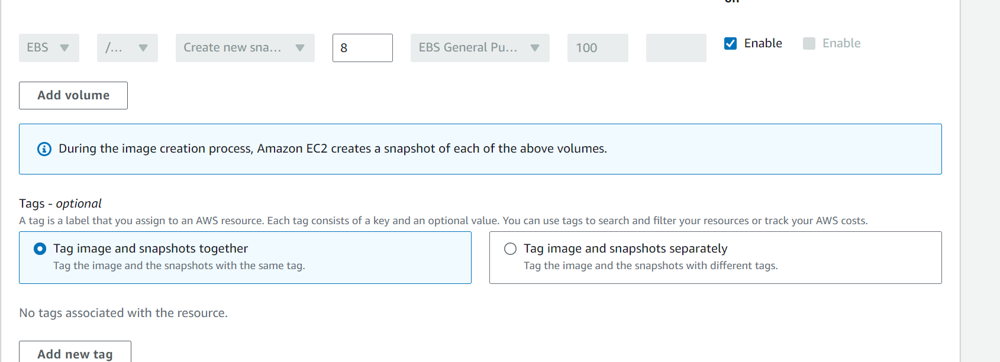 EBS /... Create new sna... 8 EBS General Pu... 100 Enable Enable
Add volume
During the image creation process, Amazon EC2 creates a snapshot of each of the above volumes.
Tags - optional
A tag is a label that you assign to an AWS resource. Each tag consists of a key and an optional value. You can use tags to search and filter your resources or track your AWS costs.
Tag image and snapshots together
Tag the image and the snapshots with the same tag.
Tag image and snapshots separately
Tag the image and the snapshots with different tags.
No tags associated with the resource.
Add new tag